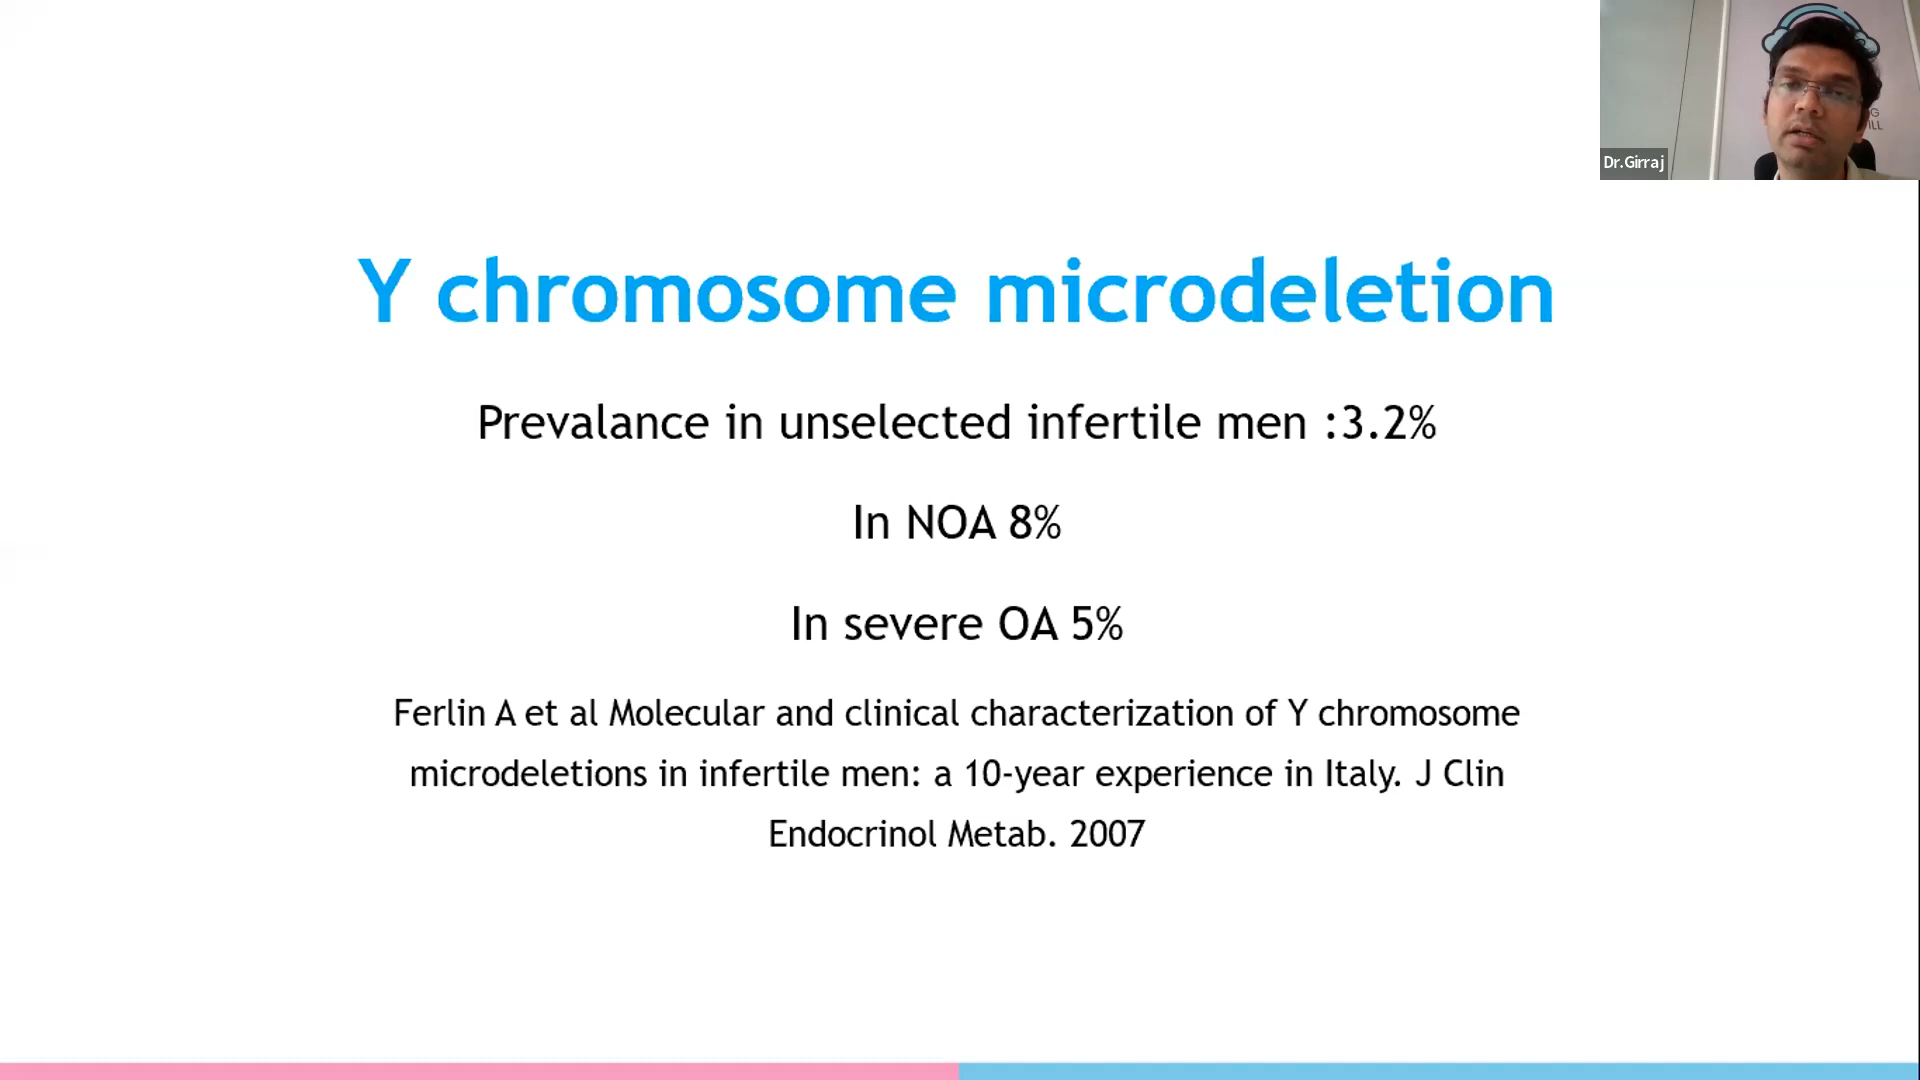 Y chromosome microdeletion
Prevalance in unselected infertile men :3.2%
In NOA 8%
In severe OA 5%
Ferlin A et al Molecular and clinical characterization of Y chromosome
microdeletions in infertile men: a 10-year experience in Italy. J Clin
Endocrinol Metab. 2007
Dr.Girraj